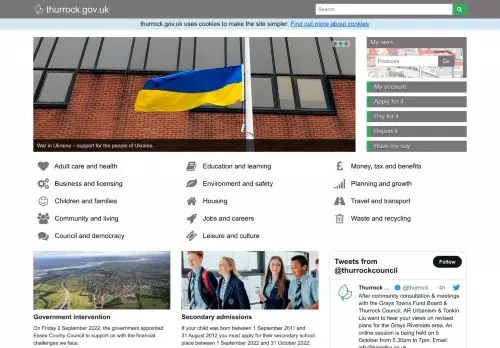 thurrock.gov.uk
Search
thurrock.gov.uk uses cookies to make the site simpler. Find out more about cookies
War in Ukraine – support for the people of Ukraine
My area
Postcode
Go
My account
Apply for it
Pay for it
Report it
Have my say
Adult care and health
Education and learning
Money, tax and benefits
Business and licensing
Environment and safety
Planning and growth
Children and families
Housing
Travel and transport
Community and living
Jobs and careers
Waste and recycling
Council and democracy
Leisure and culture
Government intervention
On Friday 2 September 2022, the government appointed
Essex County Council to support us with the financial
challenges we face.
Secondary admissions
If your child was born between 1 September 2011 and
31 August 2012 you must apply for their secondary school
place between 1 September 2022 and 31 October 2022.
Tweets from
@thurrockcouncil
Follow
Thurrock ... @thurrock. · 4h
After community consultation & meetings
with the Grays Towns Fund Board &
Thurrock Council, AR Urbanism & Tonkin
Liu want to hear your views on revised
plans for the Grays Riverside area. An
online session is being held on 5
October from 5.30pm to 7pm. Email: